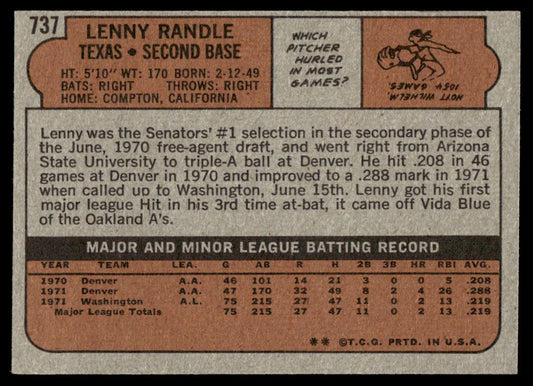 737
LENNY RANDLE
TEXAS • SECOND BASE
HT: 5'10" WT: 170 BORN: 2-12-49
BATS: RIGHT THROWS: RIGHT
HOME: COMPTON, CALIFORNIA
WHICH
PITCHER
HURLED
IN MOST
GAMES?
HOYT WILHELM
1054 GAMES.
Lenny was the Senators' #1 selection in the secondary phase of
the June, 1970 free-agent draft, and went right from Arizona
State University to triple-A ball at Denver. He hit .208 in 46
games at Denver in 1970 and improved to a .288 mark in 1971
when called up to Washington, June 15th. Lenny got his first
major league Hit in his 3rd time at-bat, it came off Vida Blue
of the Oakland A's.
MAJOR AND MINOR LEAGUE BATTING RECORD
YEAR TEAM LEA. G AB R H 2B 3B HR RBI AVG.
1970 Denver A.A. 46 101 14 21 3 0 0 5 .208
1971 Denver A.A. 47 170 32 49 8 2 4 26 .288
1971 Washington A.L. 75 215 27 47 11 0 2 13 .219
Major League Totals 75 215 27 47 11 0 2 13 .219
** ©T.C.G. PRTD. IN U.S.A.